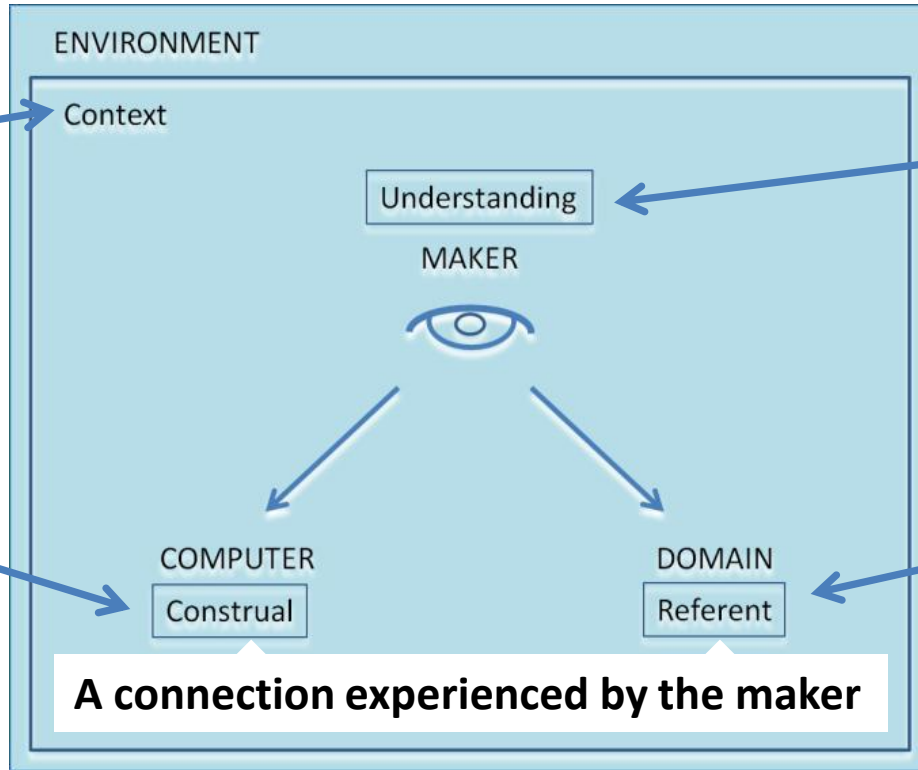 ENVIRONMENT
Context
Understanding
MAKER
COMPUTER
DOMAIN
Construal
Referent
A connection experienced by the maker